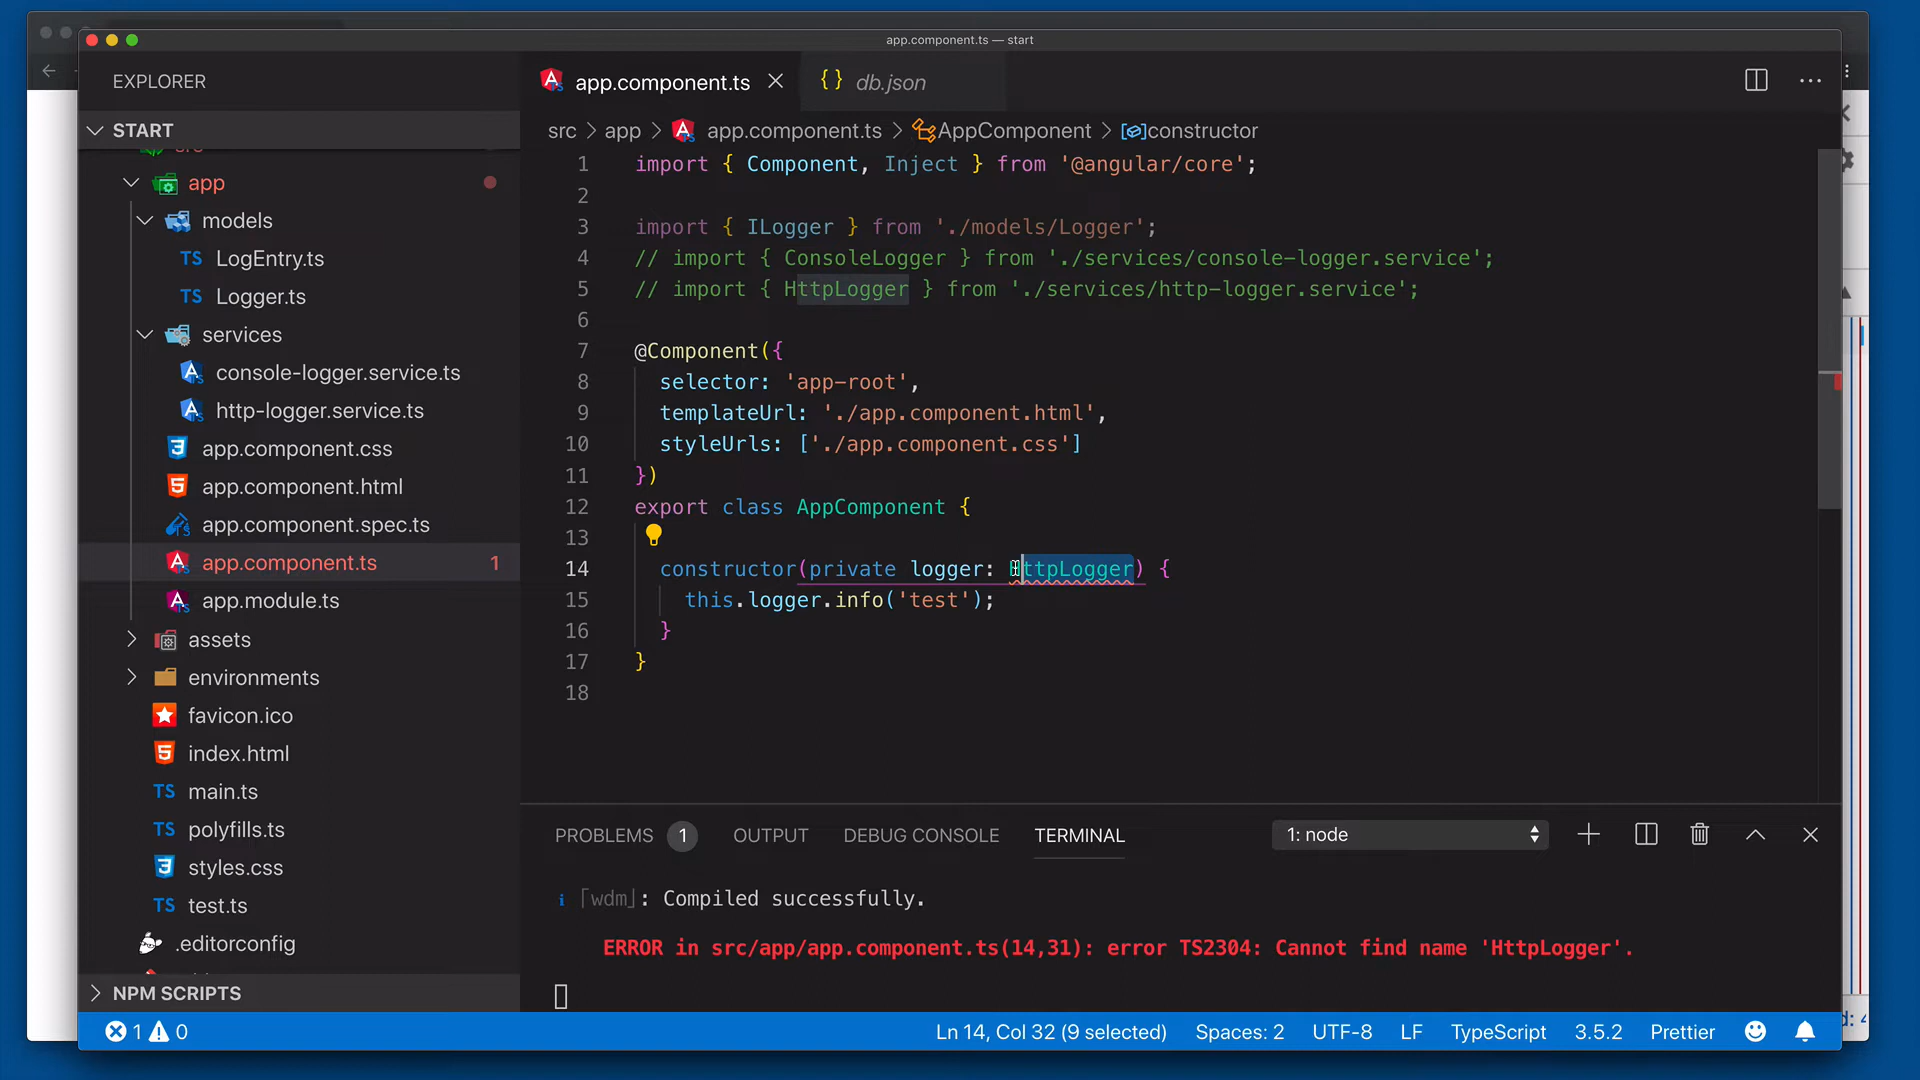 app.component.ts — start
EXPLORER
START
app
models
TS LogEntry.ts
TS Logger.ts
services
console-logger.service.ts
http-logger.service.ts
app.component.css
app.component.html
app.component.spec.ts
app.component.ts 1
app.module.ts
assets
environments
favicon.ico
index.html
TS main.ts
TS polyfills.ts
styles.css
TS test.ts
.editorconfig
NPM SCRIPTS
app.component.ts
{} db.json
src > app > app.component.ts > AppComponent > constructor
1 import { Component, Inject } from '@angular/core';
2
3 import { ILogger } from './models/Logger';
4 // import { ConsoleLogger } from './services/console-logger.service';
5 // import { HttpLogger } from './services/http-logger.service';
6
7 @Component({
8 selector: 'app-root',
9 templateUrl: './app.component.html',
10 styleUrls: ['./app.component.css']
11 })
12 export class AppComponent {
13
14 constructor(private logger: HttpLogger) {
15 this.logger.info('test');
16 }
17 }
18
PROBLEMS 1 OUTPUT DEBUG CONSOLE TERMINAL 1: node
i ｢wdm｣: Compiled successfully.
ERROR in src/app/app.component.ts(14,31): error TS2304: Cannot find name 'HttpLogger'.
1 0 Ln 14, Col 32 (9 selected) Spaces: 2 UTF-8 LF TypeScript 3.5.2 Prettier